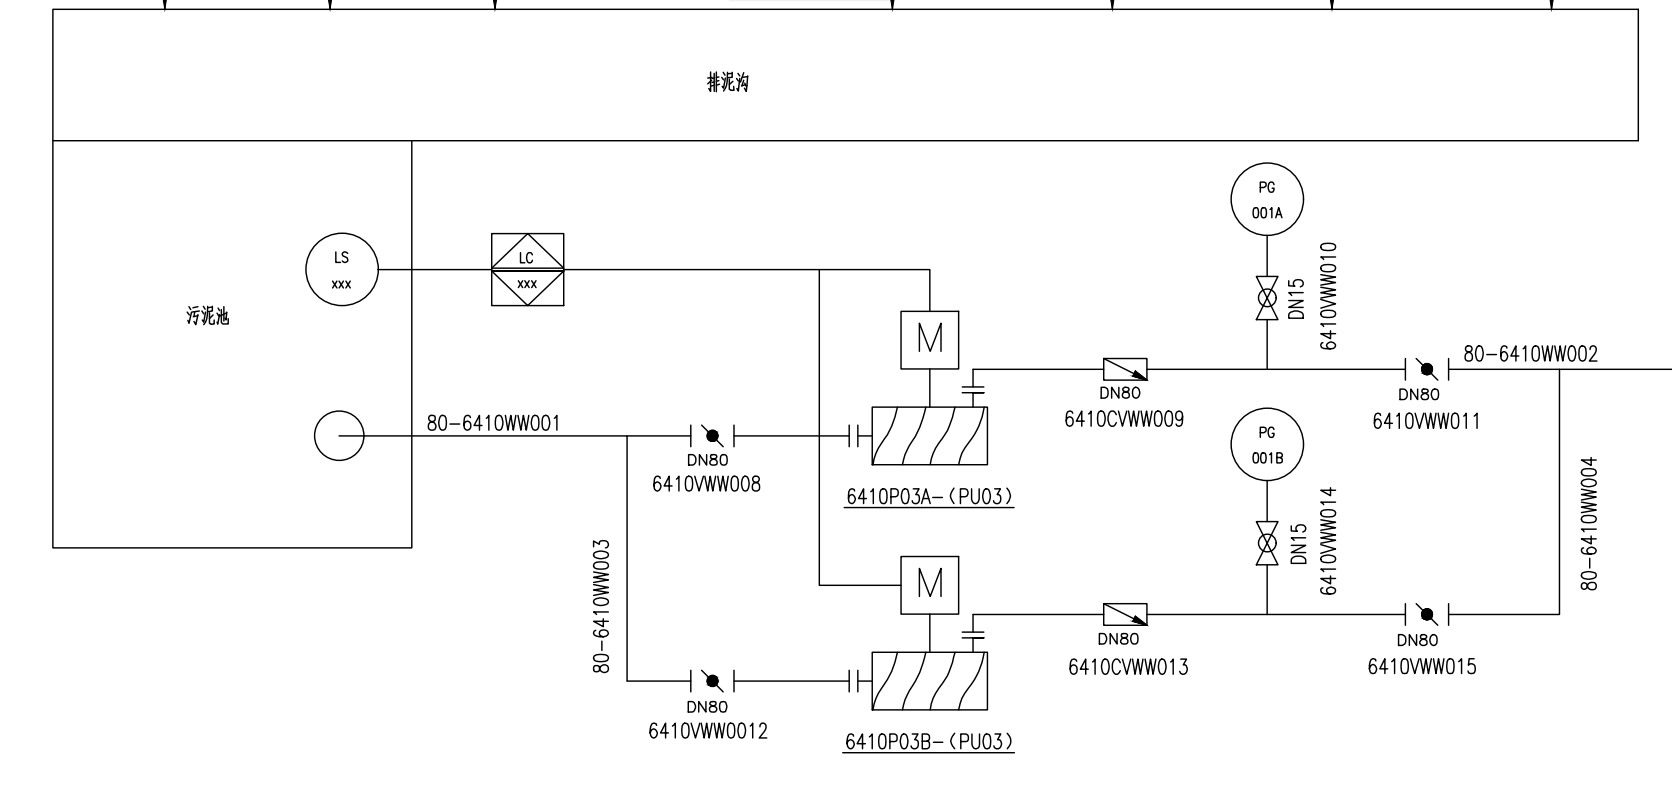 排泥沟
PG
001A
LS
xxx
LC
xxx
污泥池
DN15
6410VWW010
M
80-6410WW002
DN80
6410CVWW009
DN80
6410VWW011
80-6410WW001
DN80
6410VWW008
PG
001B
6410P03A-(PU03)
DN15
6410VWW014
80-6410WW004
80-6410WW003
M
DN80
6410CVWW013
DN80
6410VWW015
DN80
6410VWW0012
6410P03B-(PU03)